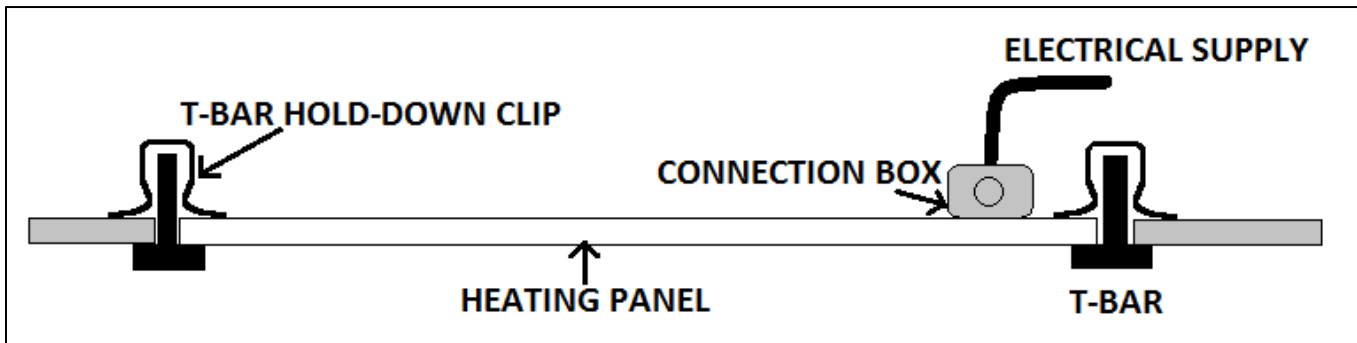 ELECTRICAL SUPPLY
T-BAR HOLD-DOWN CLIP
CONNECTION BOX
HEATING PANEL
T-BAR